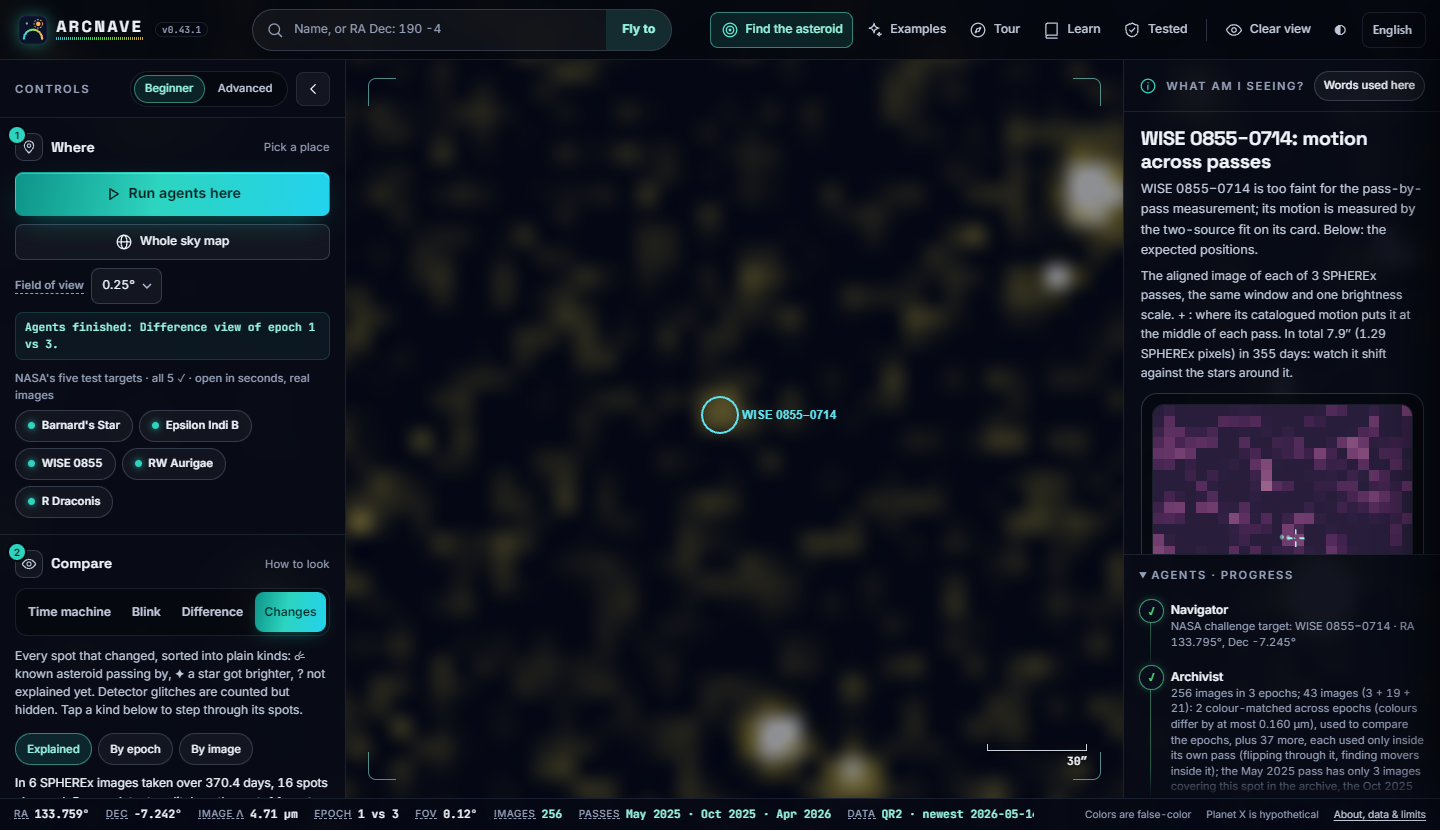 ARCNAVE v0.43.1 Name, or RA Dec: 190 -4 Fly to Find the asteroid Examples Tour Learn Tested Clear view English
CONTROLS Beginner Advanced
1 Where Pick a place
Run agents here
Whole sky map
Field of view 0.25°
Agents finished: Difference view of epoch 1
vs 3.
NASA's five test targets · all 5 ✓ · open in seconds, real
images
Barnard's Star Epsilon Indi B
WISE 0855 RW Aurigae
R Draconis
2 Compare How to look
Time machine Blink Difference Changes
Every spot that changed, sorted into plain kinds: ☄
known asteroid passing by, ✦ a star got brighter, ? not
explained yet. Detector glitches are counted but
hidden. Tap a kind below to step through its spots.
Explained By epoch By image
In 6 SPHEREx images taken over 370.4 days, 16 spots
WISE 0855−0714
30″
WHAT AM I SEEING? Words used here
WISE 0855−0714: motion
across passes
WISE 0855−0714 is too faint for the pass-by-
pass measurement; its motion is measured by
the two-source fit on its card. Below: the
expected positions.
The aligned image of each of 3 SPHEREx
passes, the same window and one brightness
scale. + : where its catalogued motion puts it at
the middle of each pass. In total 7.9″ (1.29
SPHEREx pixels) in 355 days: watch it shift
against the stars around it.
▼ AGENTS · PROGRESS
✓ Navigator
NASA challenge target: WISE 0855−0714 · RA
133.795°, Dec -7.245°
✓ Archivist
256 images in 3 epochs; 43 images (3 + 19 +
21): 2 colour-matched across epochs (colours
differ by at most 0.160 µm), used to compare
the epochs, plus 37 more, each used only inside
its own pass (flipping through it, finding movers
inside it); the May 2025 pass has only 3 images
covering this spot in the archive, the Oct 2025
RA 133.759° DEC -7.242° IMAGE Λ 4.71 µm EPOCH 1 vs 3 FOV 0.12° IMAGES 256 PASSES May 2025 · Oct 2025 · Apr 2026 DATA QR2 · newest 2026-05-1 Colors are false-color Planet X is hypothetical About, data & limits